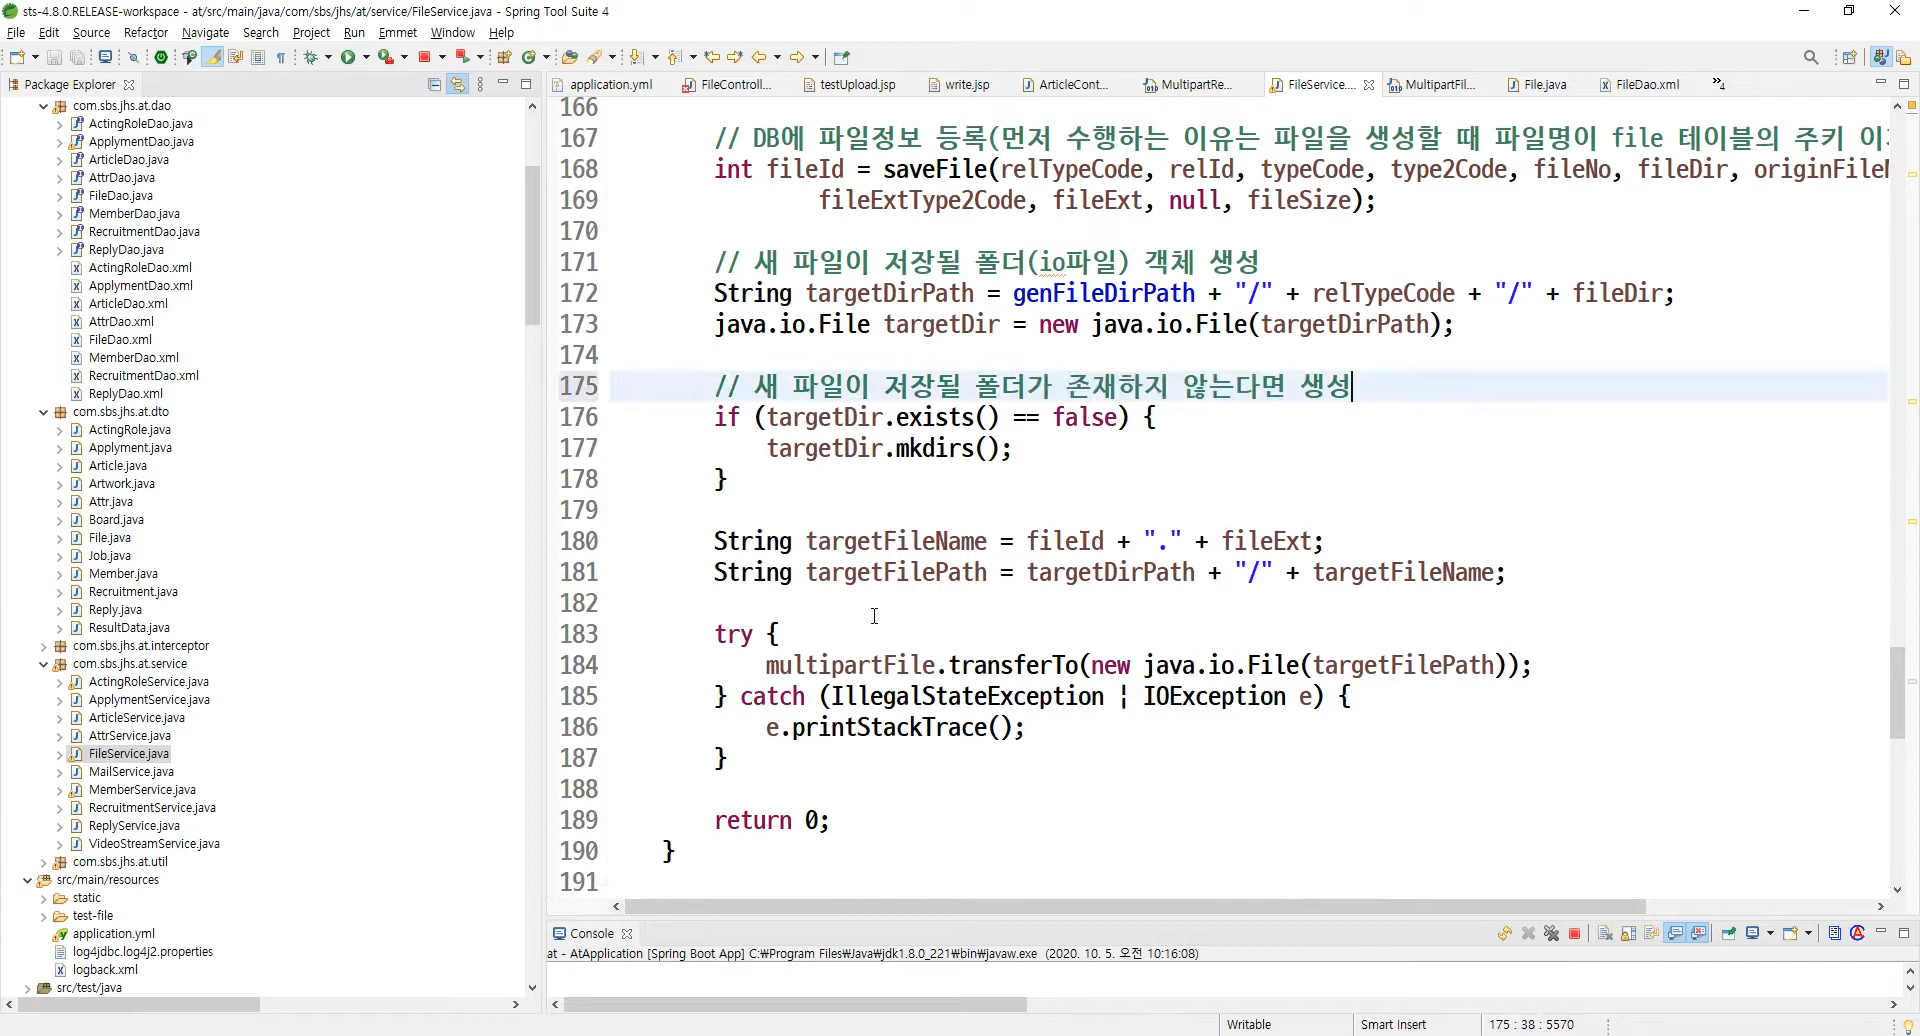 sts-4.8.0.RELEASE-workspace - at/src/main/java/com/sbs/jhs/at/service/FileService.java - Spring Tool Suite 4
File Edit Source Refactor Navigate Search Project Run Emmet Window Help
Package Explorer
application.yml FileControll... testUpload.jsp write.jsp ArticleCont... MultipartRe... FileService.... MultipartFil... File.java FileDao.xml 4
com.sbs.jhs.at.dao
ActingRoleDao.java
ApplymentDao.java
ArticleDao.java
AttrDao.java
FileDao.java
MemberDao.java
RecruitmentDao.java
ReplyDao.java
ActingRoleDao.xml
ApplymentDao.xml
ArticleDao.xml
AttrDao.xml
FileDao.xml
MemberDao.xml
RecruitmentDao.xml
ReplyDao.xml
com.sbs.jhs.at.dto
ActingRole.java
Applyment.java
Article.java
Artwork.java
Attr.java
Board.java
File.java
Job.java
Member.java
Recruitment.java
Reply.java
ResultData.java
com.sbs.jhs.at.interceptor
com.sbs.jhs.at.service
ActingRoleService.java
ApplymentService.java
ArticleService.java
AttrService.java
FileService.java
MailService.java
MemberService.java
RecruitmentService.java
ReplyService.java
VideoStreamService.java
com.sbs.jhs.at.util
src/main/resources
static
test-file
application.yml
log4jdbc.log4j2.properties
logback.xml
src/test/java
166
167 // DB에 파일정보 등록(먼저 수행하는 이유는 파일을 생성할 때 파일명이 file 테이블의 주키 이
168 int fileId = saveFile(relTypeCode, relId, typeCode, type2Code, fileNo, fileDir, originFile
169 fileExtType2Code, fileExt, null, fileSize);
170
171 // 새 파일이 저장될 폴더(io파일) 객체 생성
172 String targetDirPath = genFileDirPath + "/" + relTypeCode + "/" + fileDir;
173 java.io.File targetDir = new java.io.File(targetDirPath);
174
175 // 새 파일이 저장될 폴더가 존재하지 않는다면 생성
176 if (targetDir.exists() == false) {
177 targetDir.mkdirs();
178 }
179
180 String targetFileName = fileId + "." + fileExt;
181 String targetFilePath = targetDirPath + "/" + targetFileName;
182
183 try {
184 multipartFile.transferTo(new java.io.File(targetFilePath));
185 } catch (IllegalStateException | IOException e) {
186 e.printStackTrace();
187 }
188
189 return 0;
190 }
191
Console
at - AtApplication [Spring Boot App] C:₩Program Files₩Java₩jdk1.8.0_221₩bin₩javaw.exe (2020. 10. 5. 오전 10:16:08)
Writable Smart Insert 175 : 38 : 5570